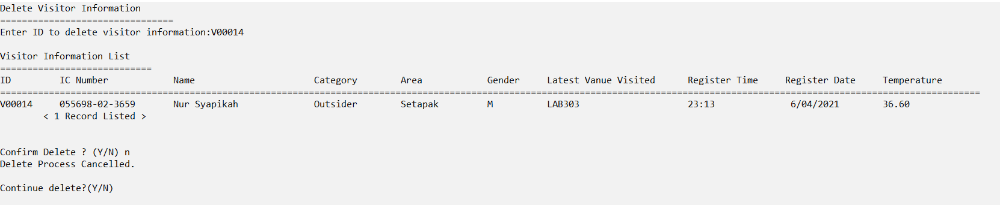 Delete Visitor Information
================================
Enter ID to delete visitor information:V00014
Visitor Information List
============================
ID IC Number Name Category Area Gender Latest Vanue Visited Register Time Register Date Temperature
=====================================================================================================================================================================================
V00014 055698-02-3659 Nur Syapikah Outsider Setapak M LAB303 23:13 6/04/2021 36.60
< 1 Record Listed >
Confirm Delete ? (Y/N) n
Delete Process Cancelled.
Continue delete?(Y/N)